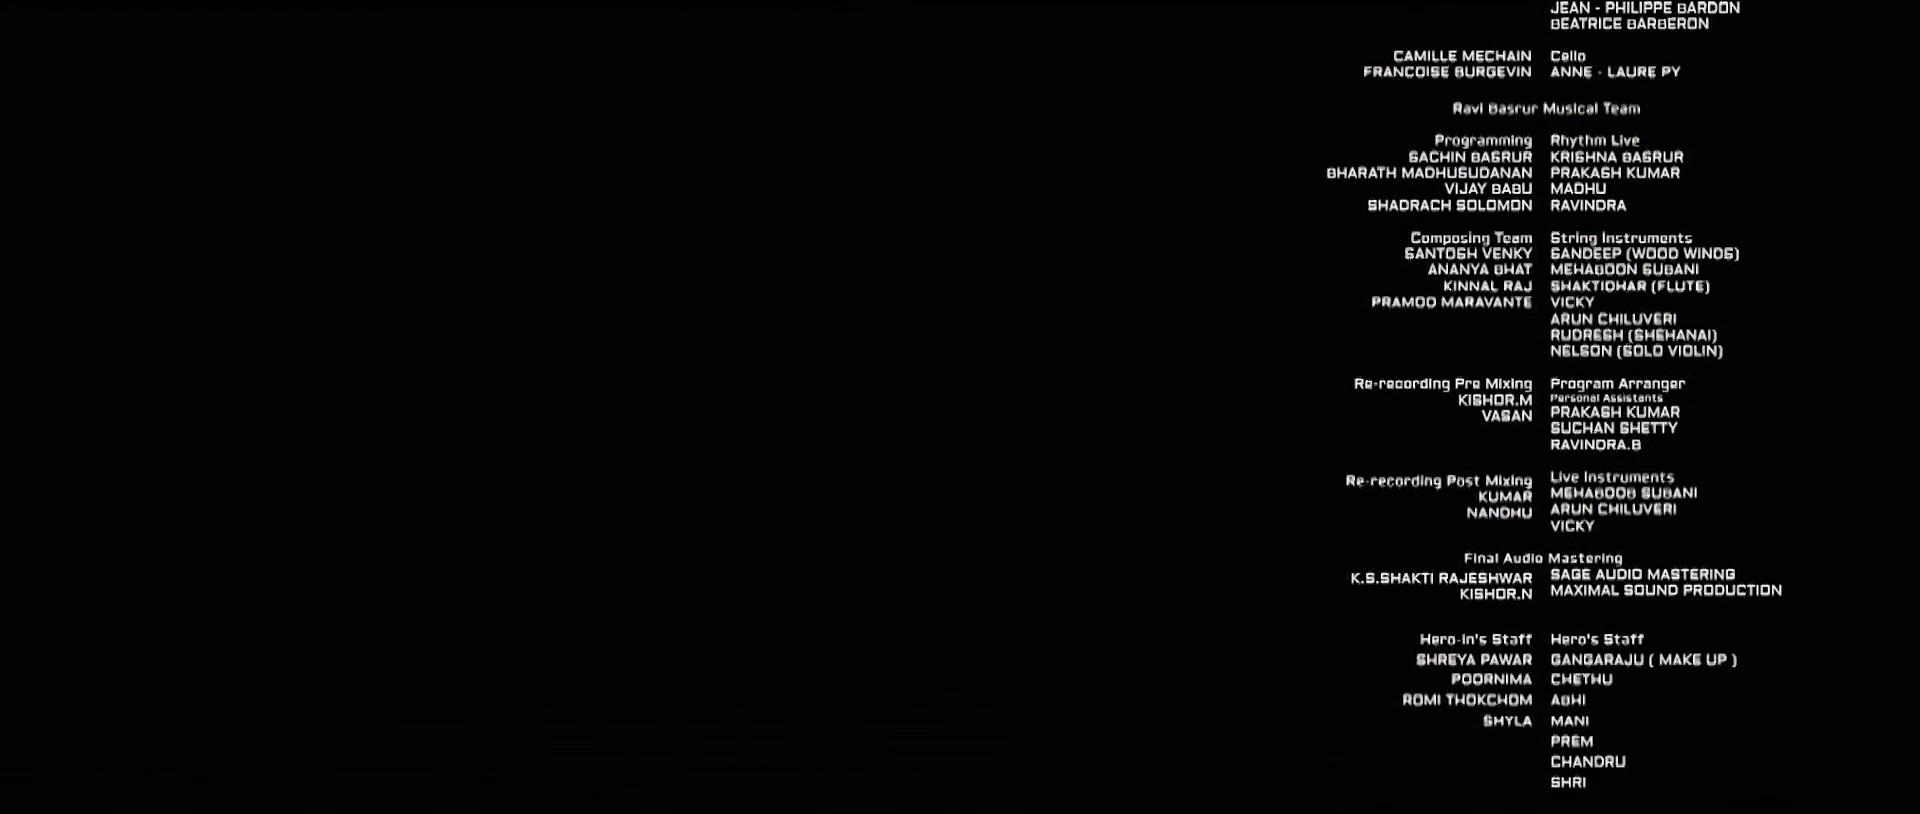 JEAN - PHILIPPE BARDON
BEATRICE BARBERON
CAMILLE MECHAIN Cello
FRANCOISE BURGEVIN ANNE - LAURE PY
Ravi Basrur Musical Team
Programming Rhythm Live
SACHIN BASRUR KRISHNA BASRUR
BHARATH MADHUSUDANAN PRAKASH KUMAR
VIJAY BABU MADHU
SHADRACH SOLOMON RAVINDRA
Composing Team String Instruments
SANTOSH VENKY SANDEEP (WOOD WINDS)
ANANYA BHAT MEHABOON SUBANI
KINNAL RAJ SHAKTIDHAR (FLUTE)
PRAMOD MARAVANTE VICKY
ARUN CHILUVERI
RUDRESH (SHEHANAI)
NELSON (SOLO VIOLIN)
Re-recording Pre Mixing Program Arranger
KISHOR.M Personal Assistants
VASAN PRAKASH KUMAR
SUCHAN SHETTY
RAVINDRA.B
Re-recording Post Mixing Live Instruments
KUMAR MEHABOOB SUBANI
NANDHU ARUN CHILUVERI
VICKY
Final Audio Mastering
K.S.SHAKTI RAJESHWAR SAGE AUDIO MASTERING
KISHOR.N MAXIMAL SOUND PRODUCTION
Hero-in's Staff Hero's Staff
SHREYA PAWAR GANGARAJU ( MAKE UP )
POORNIMA CHETHU
ROMI THOKCHOM ABHI
SHYLA MANI
PREM
CHANDRU
SHRI